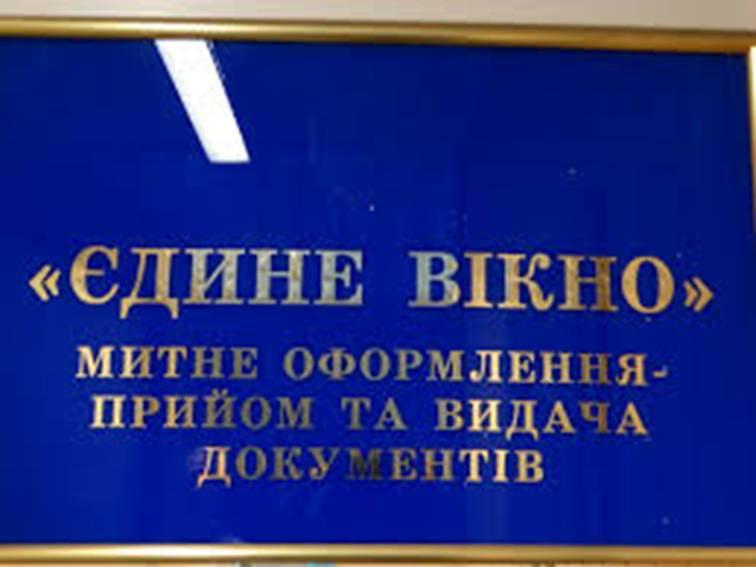 «ЄДИНЕ ВІКНО»
МИТНЕ ОФОРМЛЕННЯ-
ПРИЙОМ ТА ВИДАЧА
ДОКУМЕНТІВ